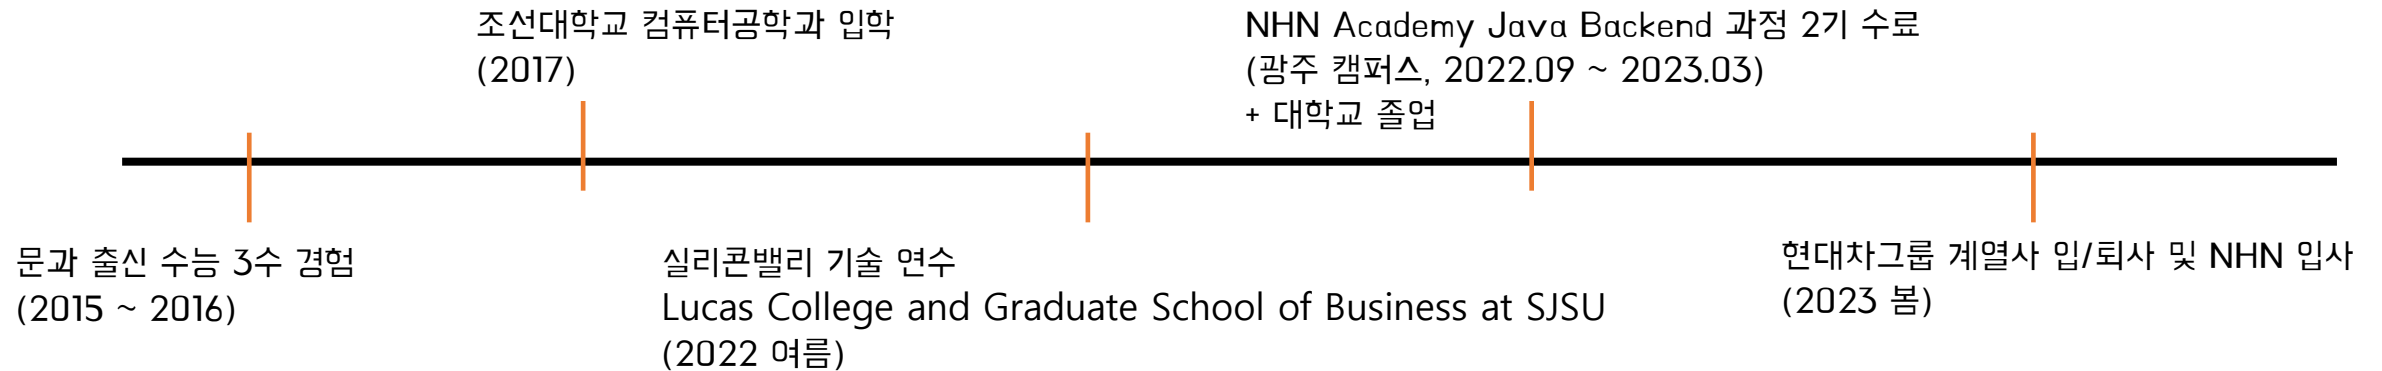 조선대학교 컴퓨터공학과 입학
(2017)
NHN Academy Java Backend 과정 2기 수료
(광주 캠퍼스, 2022.09 ~ 2023.03)
+ 대학교 졸업
문과 출신 수능 3수 경험
(2015 ~ 2016)
실리콘밸리 기술 연수
Lucas College and Graduate School of Business at SJSU
(2022 여름)
현대차그룹 계열사 입/퇴사 및 NHN 입사
(2023 봄)